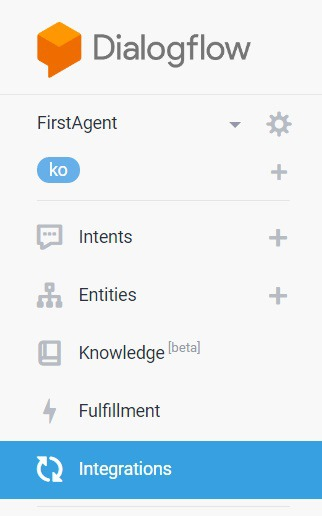 Dialogflow
FirstAgent
ko
Intents
Entities
Knowledge [beta]
Fulfillment
Integrations